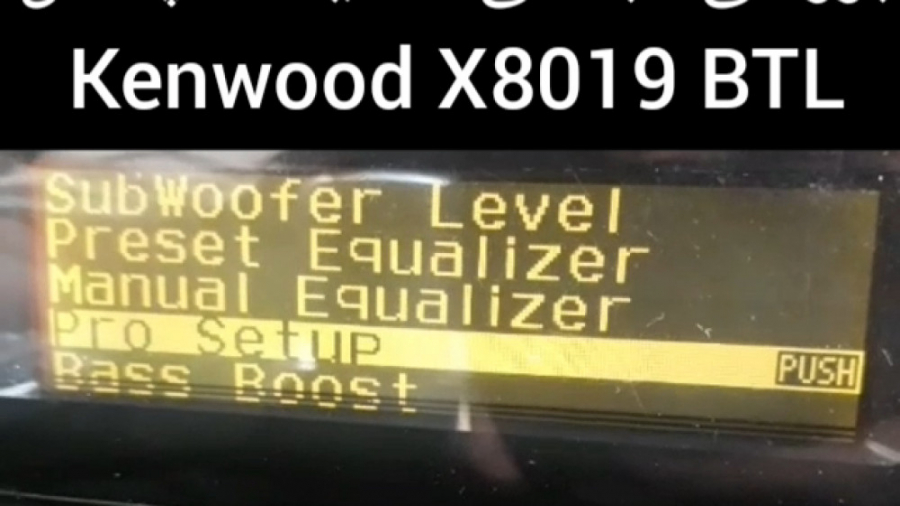 Kenwood X8019 BTL
SubWoofer Level
Preset Equalizer
Manual Equalizer
Pro Setup PUSH
Bass Boost